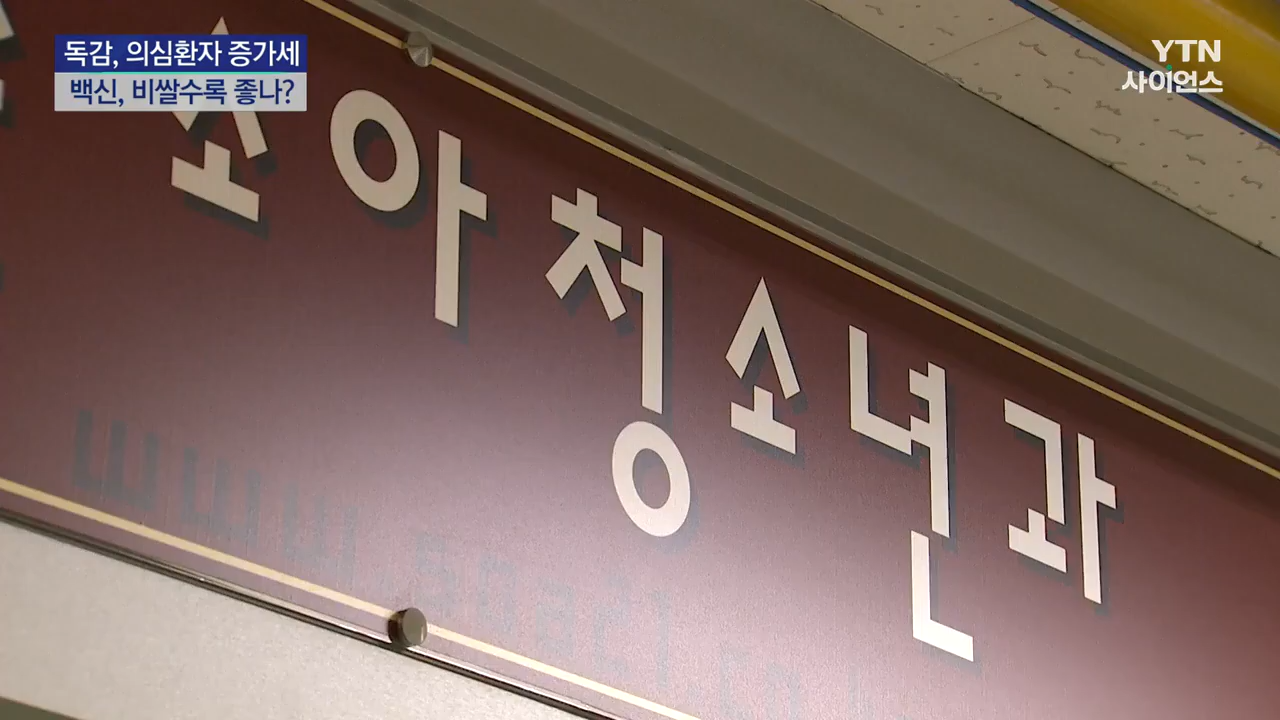 독감, 의심환자 증가세
백신, 비쌀수록 좋나?
YTN
사이언스
소아청소년과